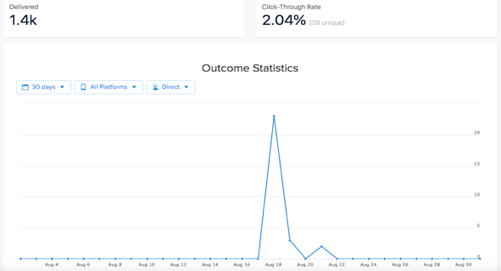 Delivered
1.4k
Click-Through Rate
2.04% (28 unique)
Outcome Statistics
30 days
All Platforms
Direct
20
15
10
5
0
Aug 4 Aug 6 Aug 8 Aug 10 Aug 12 Aug 14 Aug 16 Aug 18 Aug 20 Aug 22 Aug 24 Aug 26 Aug 28 Aug 30